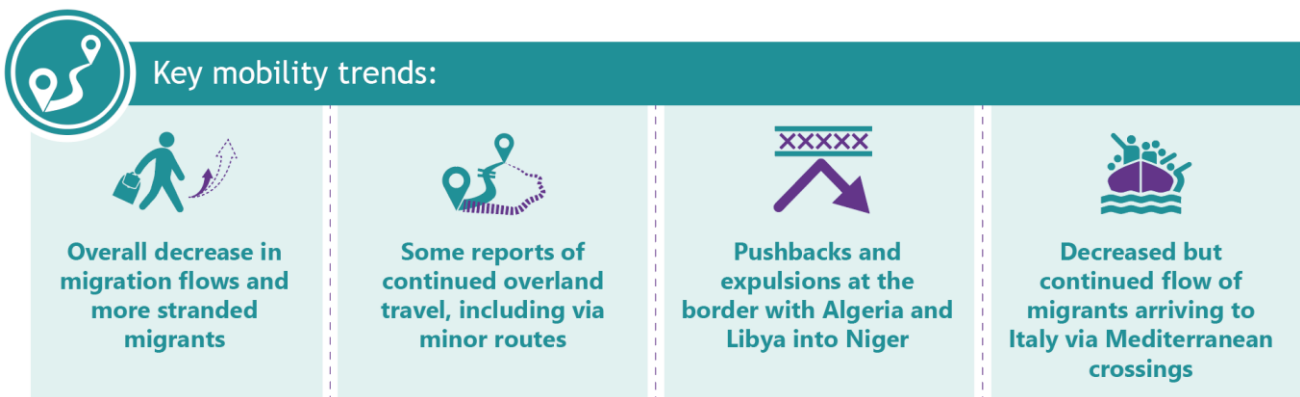 Key mobility trends:
Overall decrease in
migration flows and
more stranded
migrants
Some reports of
continued overland
travel, including via
minor routes
Pushbacks and
expulsions at the
border with Algeria and
Libya into Niger
Decreased but
continued flow of
migrants arriving to
Italy via Mediterranean
crossings